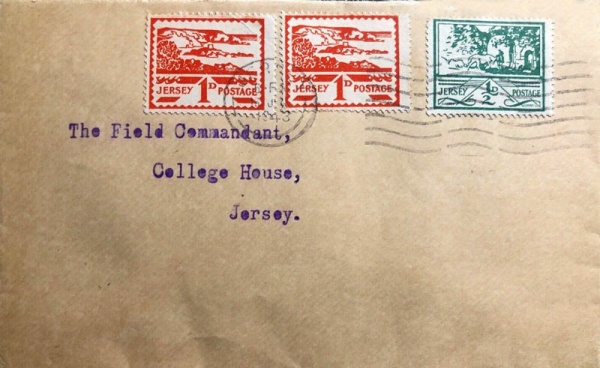 JERSEY 1D POSTAGE
JERSEY 1D POSTAGE
JERSEY ½D POSTAGE
The Field Commandant,
College House,
Jersey.